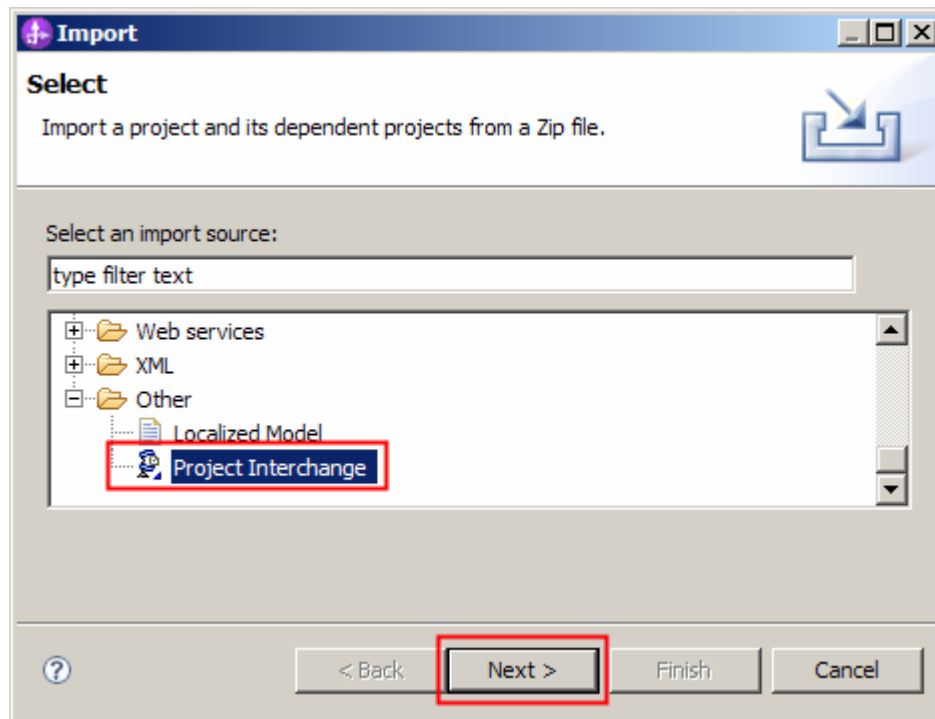 Import
Select
Import a project and its dependent projects from a Zip file.
Select an import source:
type filter text
Web services
XML
Other
Localized Model
Project Interchange
? < Back Next > Finish Cancel